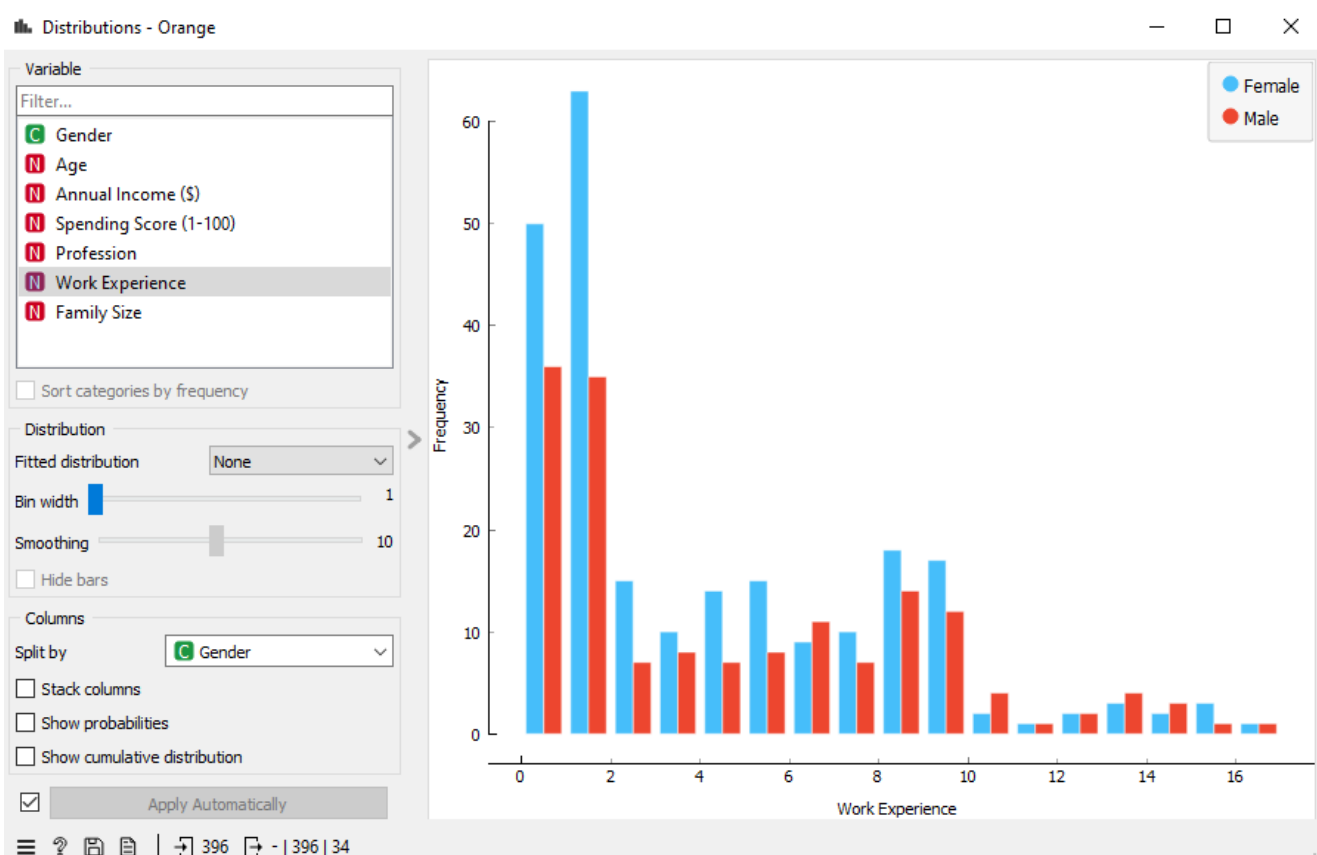 Distributions - Orange
Variable
Filter...
C Gender
N Age
N Annual Income ($)
N Spending Score (1-100)
N Profession
N Work Experience
N Family Size
Sort categories by frequency
Distribution
Fitted distribution None
Bin width 1
Smoothing 10
Hide bars
Columns
Split by C Gender
Stack columns
Show probabilities
Show cumulative distribution
Apply Automatically
396 - | 396 | 34
Female
Male
60
50
40
30
20
10
0
Frequency
0 2 4 6 8 10 12 14 16
Work Experience